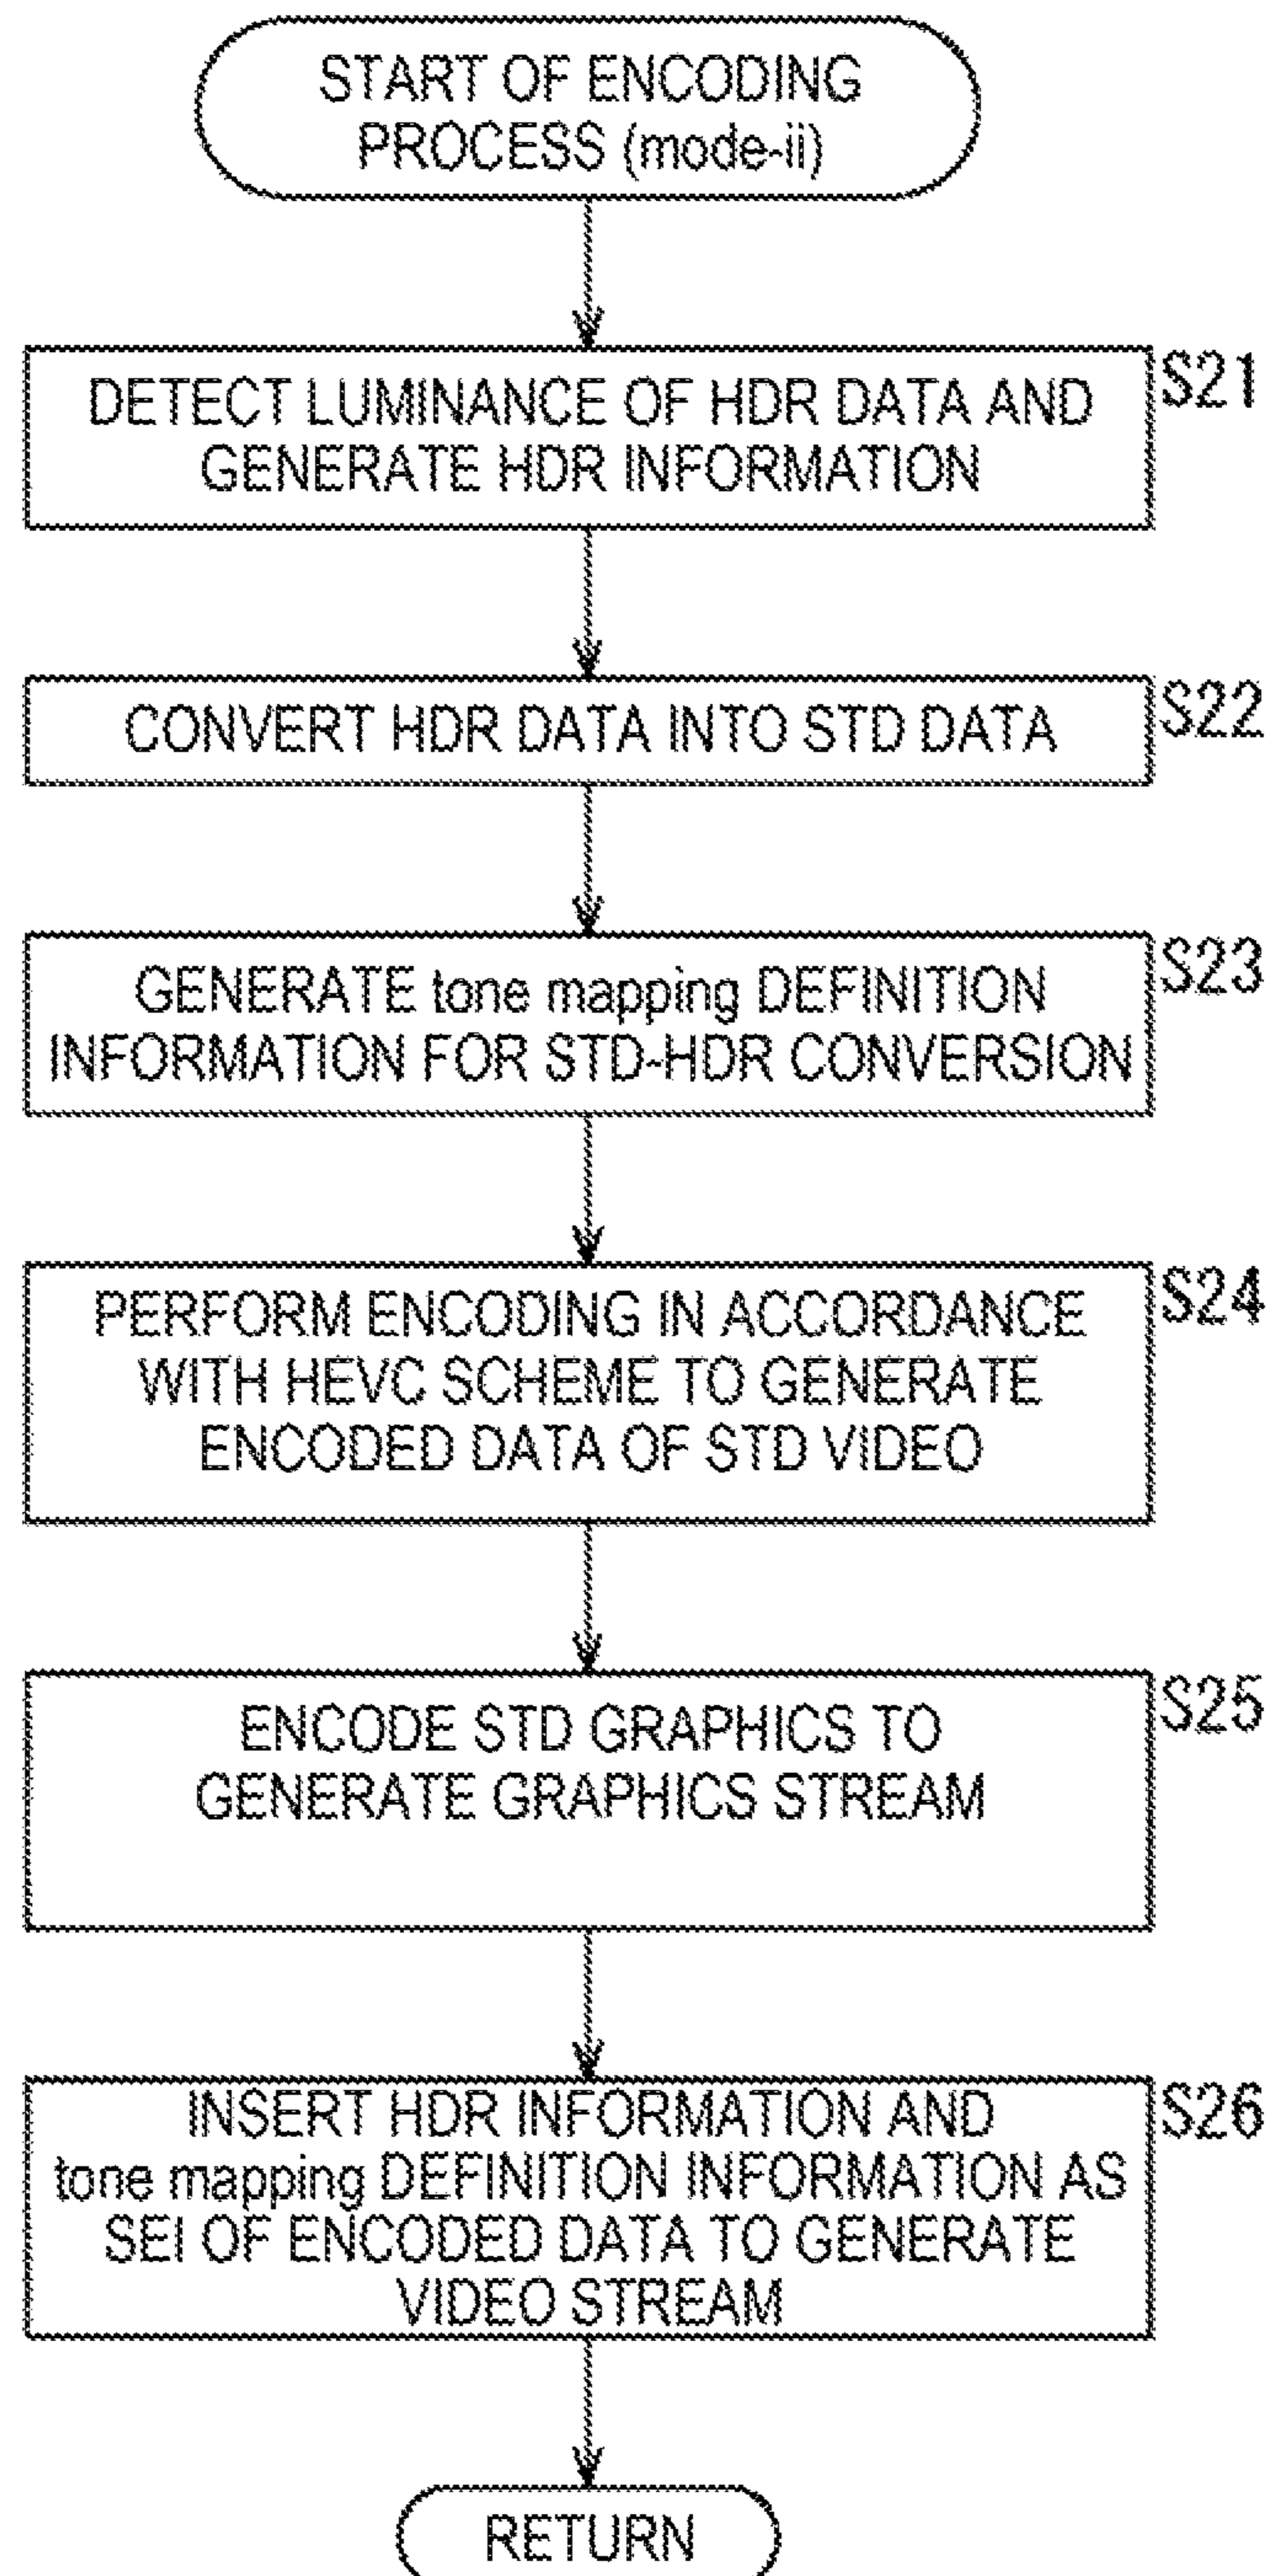 START OF ENCODING
PROCESS (mode-ii)
S21
DETECT LUMINANCE OF HDR DATA AND
GENERATE HDR INFORMATION
S22
CONVERT HDR DATA INTO STD DATA
S23
GENERATE tone mapping DEFINITION
INFORMATION FOR STD-HDR CONVERSION
S24
PERFORM ENCODING IN ACCORDANCE
WITH HEVC SCHEME TO GENERATE
ENCODED DATA OF STD VIDEO
S25
ENCODE STD GRAPHICS TO
GENERATE GRAPHICS STREAM
S26
INSERT HDR INFORMATION AND
tone mapping DEFINITION INFORMATION AS
SEI OF ENCODED DATA TO GENERATE
VIDEO STREAM
RETURN